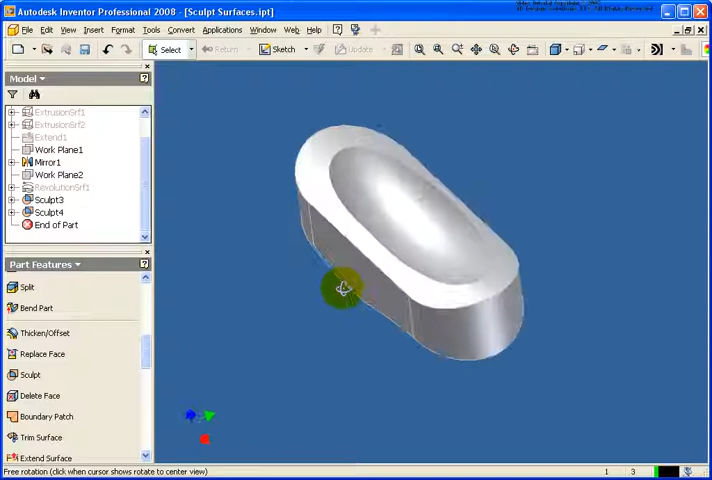 Autodesk Inventor Professional 2008 - [Sculpt Surfaces.ipt]
File Edit View Insert Format Tools Convert Applications Window Web Help
Select Return Sketch Update
Model
ExtrusionSrf1
ExtrusionSrf2
Extend1
Work Plane1
Mirror1
Work Plane2
RevolutionSrf1
Sculpt3
Sculpt4
End of Part
Part Features
Split
Bend Part
Thicken/Offset
Replace Face
Sculpt
Delete Face
Boundary Patch
Trim Surface
Extend Surface
Free rotation (click when cursor shows rotate to center view) 1 3